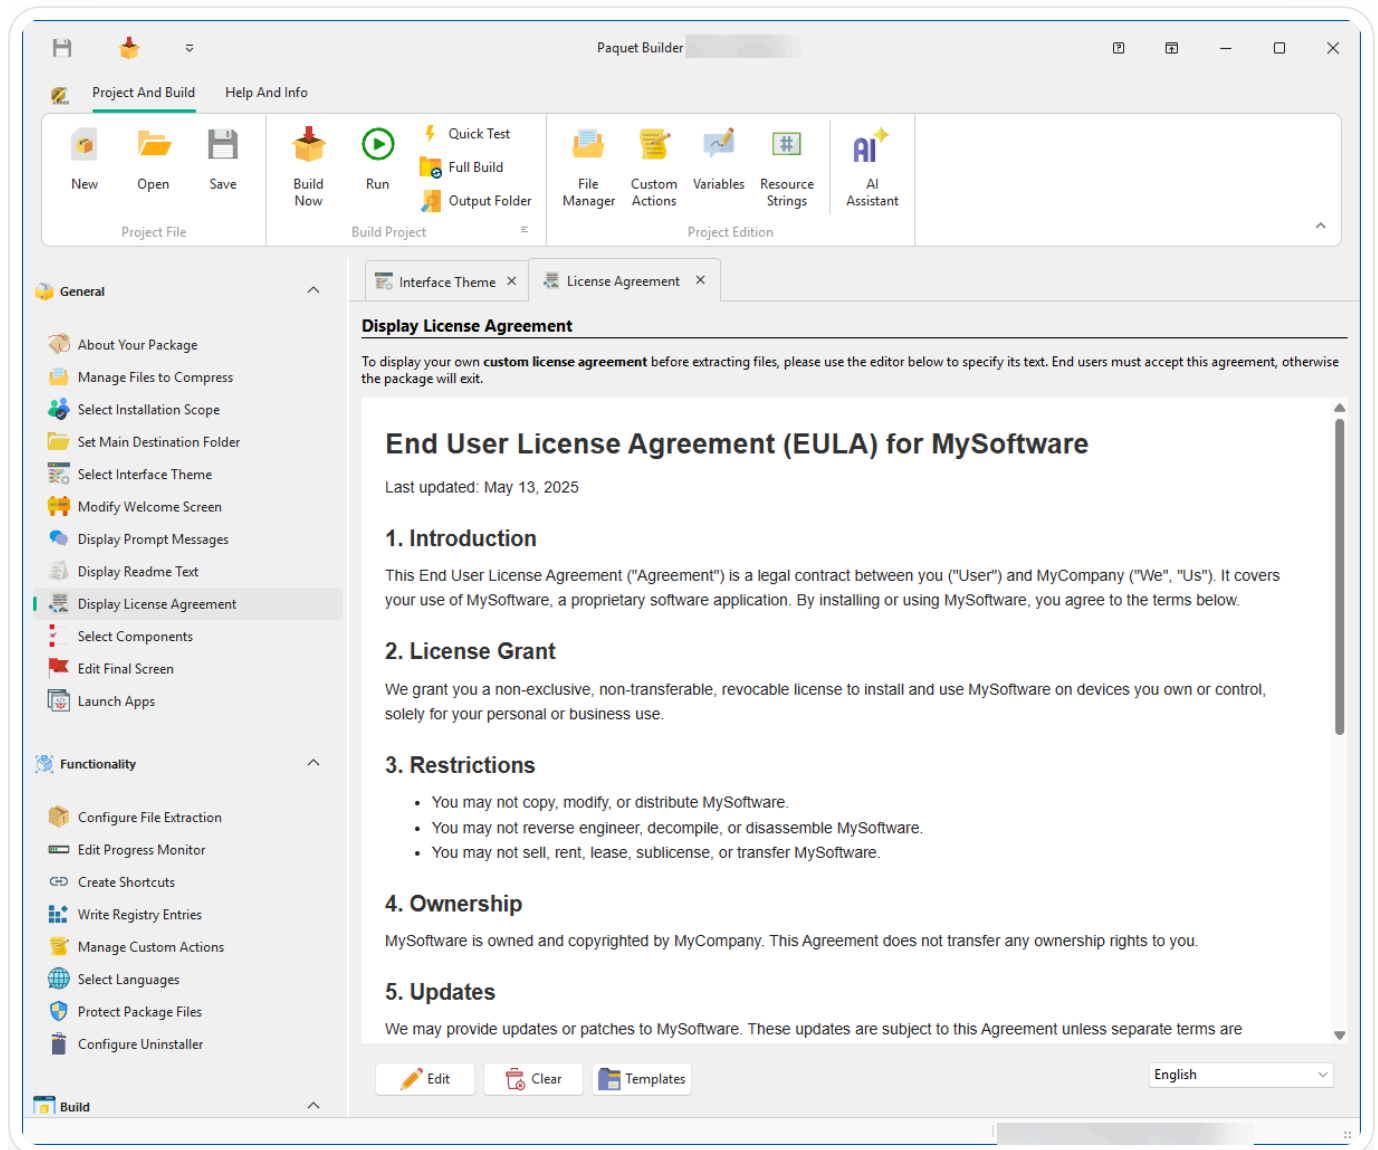 Paquet Builder
Project And Build
Help And Info
New
Open
Save
Project File
Build Now
Run
Quick Test
Full Build
Output Folder
Build Project
File Manager
Custom Actions
Variables
Resource Strings
Project Edition
AI
AI Assistant
General
About Your Package
Manage Files to Compress
Select Installation Scope
Set Main Destination Folder
Select Interface Theme
Modify Welcome Screen
Display Prompt Messages
Display Readme Text
Display License Agreement
Select Components
Edit Final Screen
Launch Apps
Functionality
Configure File Extraction
Edit Progress Monitor
Create Shortcuts
Write Registry Entries
Manage Custom Actions
Select Languages
Protect Package Files
Configure Uninstaller
Build
Interface Theme
License Agreement
Display License Agreement
To display your own custom license agreement before extracting files, please use the editor below to specify its text. End users must accept this agreement, otherwise
the package will exit.
End User License Agreement (EULA) for MySoftware
Last updated: May 13, 2025
1. Introduction
This End User License Agreement ("Agreement") is a legal contract between you ("User") and MyCompany ("We", "Us"). It covers
your use of MySoftware, a proprietary software application. By installing or using MySoftware, you agree to the terms below.
2. License Grant
We grant you a non-exclusive, non-transferable, revocable license to install and use MySoftware on devices you own or control,
solely for your personal or business use.
3. Restrictions
• You may not copy, modify, or distribute MySoftware.
• You may not reverse engineer, decompile, or disassemble MySoftware.
• You may not sell, rent, lease, sublicense, or transfer MySoftware.
4. Ownership
MySoftware is owned and copyrighted by MyCompany. This Agreement does not transfer any ownership rights to you.
5. Updates
We may provide updates or patches to MySoftware. These updates are subject to this Agreement unless separate terms are
Edit
Clear
Templates
English